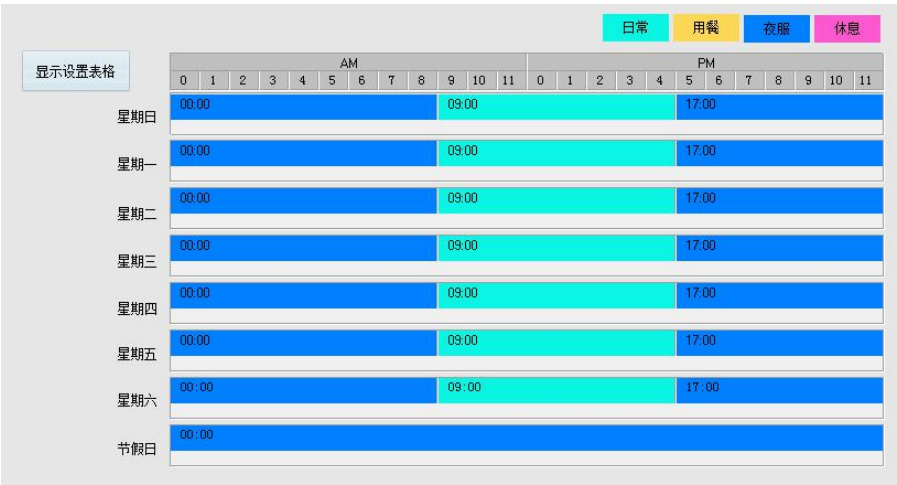 日常 用餐 夜服 休息
显示设置表格
AM PM
0 1 2 3 4 5 6 7 8 9 10 11 0 1 2 3 4 5 6 7 8 9 10 11
星期日 00:00 09:00 17:00
星期一 00:00 09:00 17:00
星期二 00:00 09:00 17:00
星期三 00:00 09:00 17:00
星期四 00:00 09:00 17:00
星期五 00:00 09:00 17:00
星期六 00:00 09:00 17:00
节假日 00:00